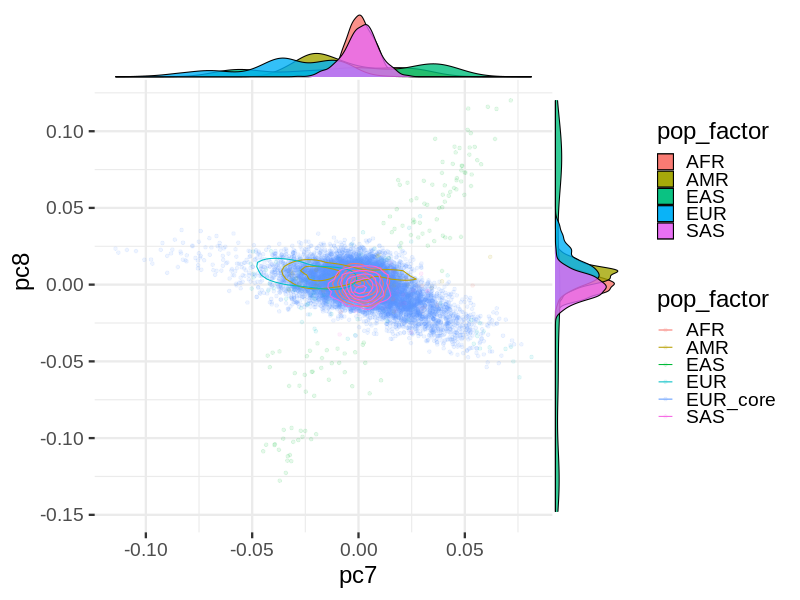 pop_factor
AFR
AMR
EAS
EUR
SAS
pop_factor
AFR
AMR
EAS
EUR
EUR_core
SAS
0.10
0.05
0.00
-0.05
-0.10
-0.15
pc8
-0.10
-0.05
0.00
0.05
pc7